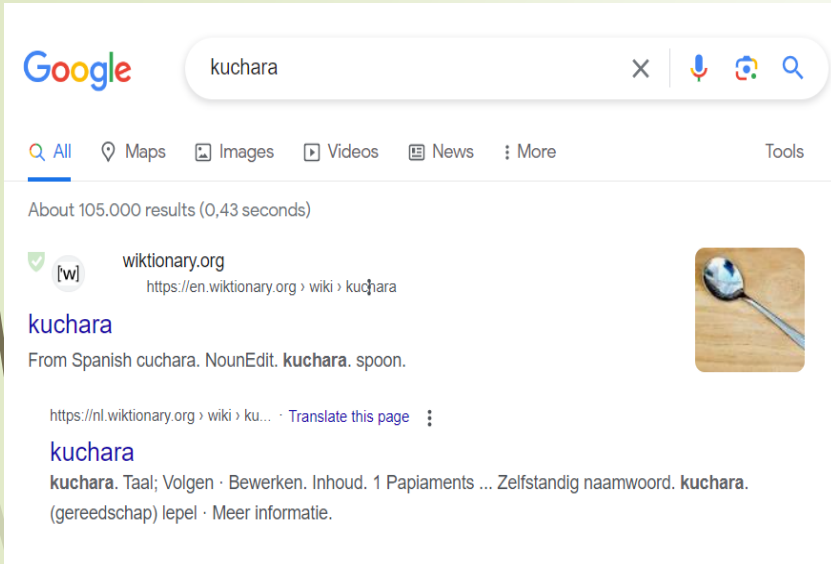 Google
kuchara
All Maps Images Videos News More Tools
About 105.000 results (0,43 seconds)
['w]
wiktionary.org
https://en.wiktionary.org › wiki › kuchara
kuchara
From Spanish cuchara. NounEdit. kuchara. spoon.
https://nl.wiktionary.org › wiki › ku... · Translate this page
kuchara
kuchara. Taal; Volgen · Bewerken. Inhoud. 1 Papiaments ... Zelfstandig naamwoord. kuchara.
(gereedschap) lepel · Meer informatie.